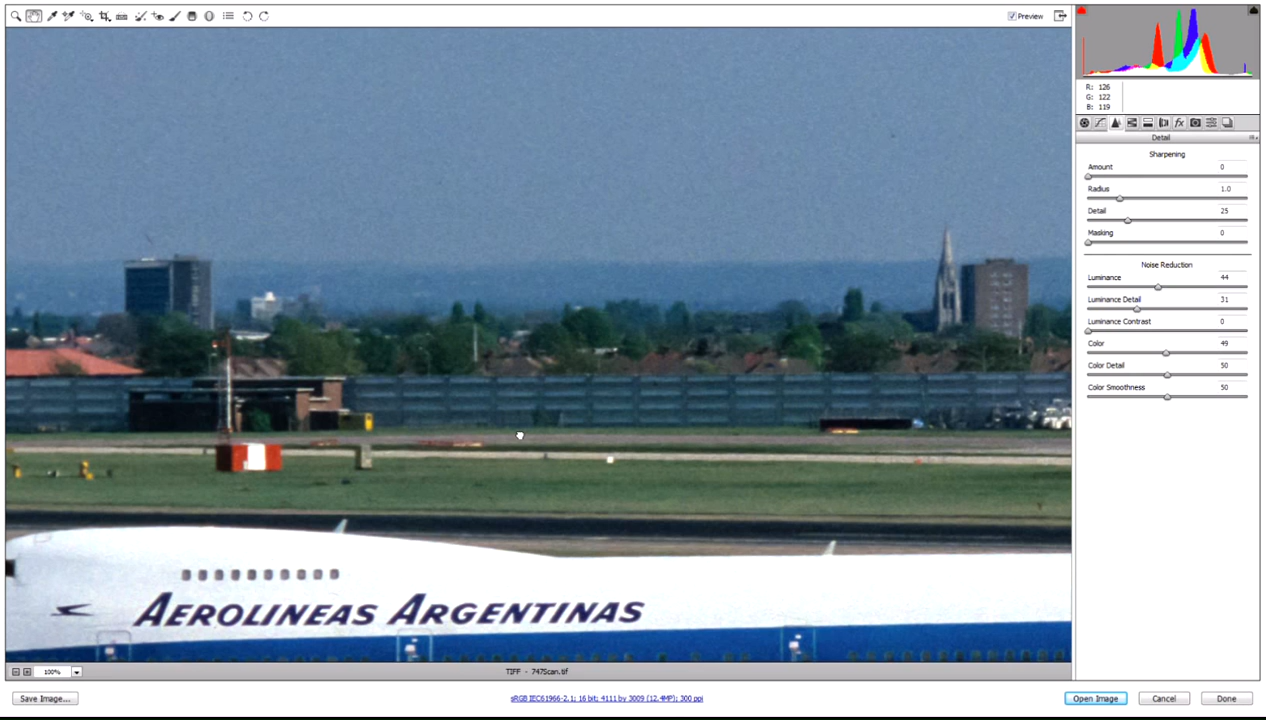 Preview
R: 126
G: 122
B: 119
fx
Detail
Sharpening
Amount 0
Radius 1.0
Detail 25
Masking 0
Noise Reduction
Luminance 44
Luminance Detail 31
Luminance Contrast 0
Color 49
Color Detail 50
Color Smoothness 50
AEROLINEAS ARGENTINAS
100%
TIFF - 747Scan.tif
Save Image...
sRGB IEC61966-2.1; 16 bit; 4111 by 3009 (12.4MP); 300 ppi
Open Image
Cancel
Done